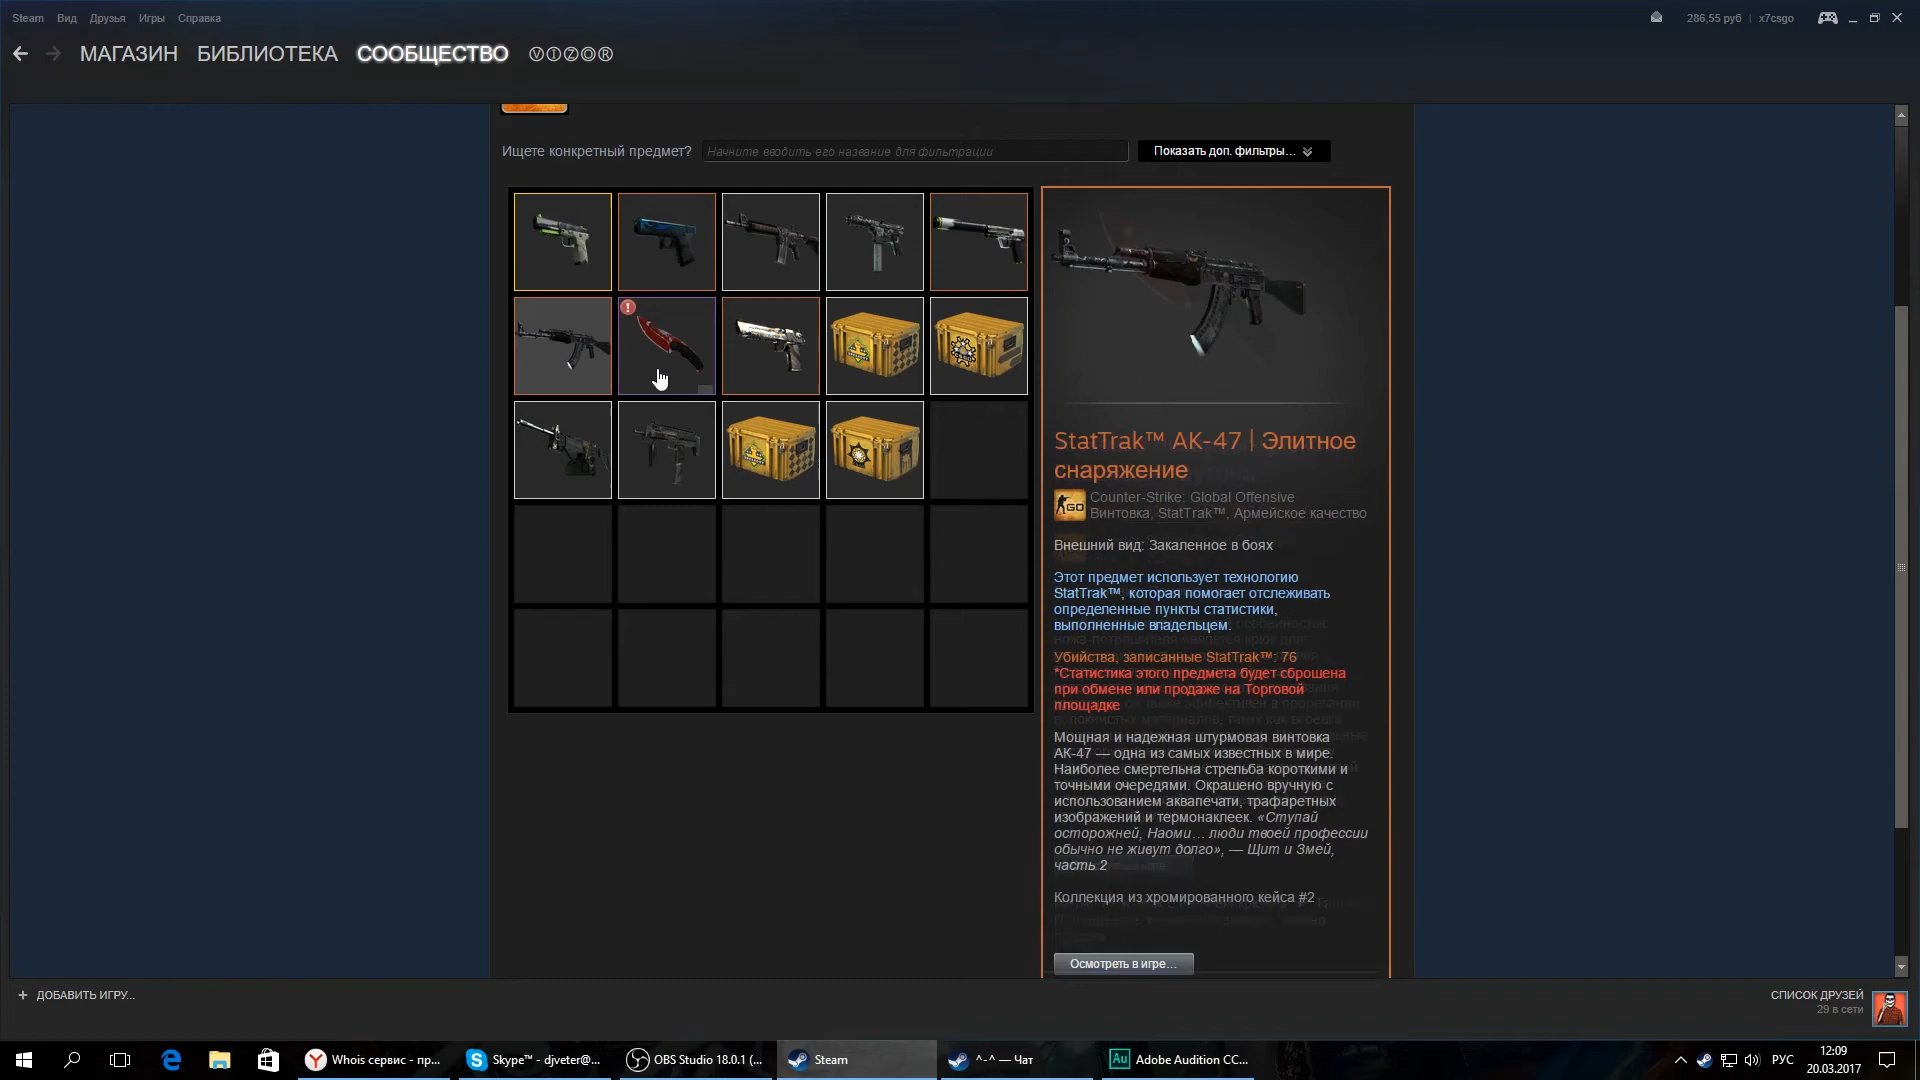 Steam Вид Друзья Игры Справка
286,55 руб x7csgo
МАГАЗИН БИБЛИОТЕКА СООБЩЕСТВО ⓋⒾⓏⓄⓇ
Ищете конкретный предмет? Начните вводить его название для фильтрации Показать доп. фильтры...
StatTrak™ AK-47 | Элитное
снаряжение
Counter-Strike: Global Offensive
Винтовка, StatTrak™, Армейское качество
Внешний вид: Закаленное в боях
Этот предмет использует технологию
StatTrak™, которая помогает отслеживать
определенные пункты статистики,
выполненные владельцем.
Убийства, записанные StatTrak™: 76
*Статистика этого предмета будет сброшена
при обмене или продаже на Торговой
площадке
Мощная и надежная штурмовая винтовка
АК-47 — одна из самых известных в мире.
Наиболее смертельна стрельба короткими и
точными очередями. Окрашено вручную с
использованием аквапечати, трафаретных
изображений и термонаклеек. «Ступай
осторожней, Наоми... люди твоей профессии
обычно не живут долго», — Щит и Змей,
часть 2
Коллекция из хромированного кейса #2
Осмотреть в игре...
+ ДОБАВИТЬ ИГРУ...
СПИСОК ДРУЗЕЙ
29 в сети
Whois сервис - пр...
Skype™ - djveter@...
OBS Studio 18.0.1 (...
Steam
^-^ — Чат
Au Adobe Audition CC...
РУС
12:09
20.03.2017